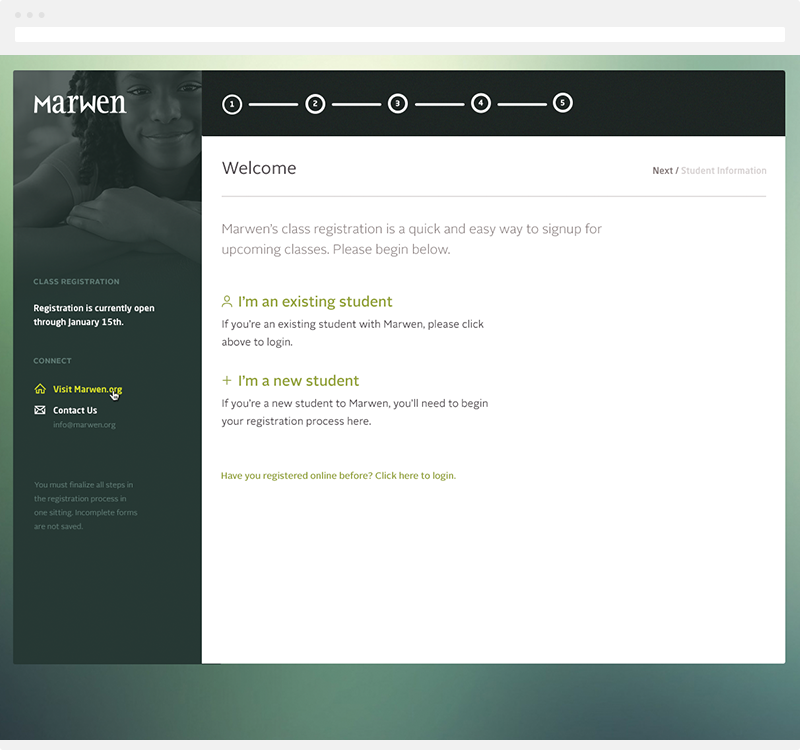 Marwen
1 2 3 4 5
Welcome
Next / Student Information
Marwen's class registration is a quick and easy way to signup for
upcoming classes. Please begin below.
I'm an existing student
If you're an existing student with Marwen, please click
above to login.
I'm a new student
If you're a new student to Marwen, you'll need to begin
your registration process here.
Have you registered online before? Click here to login.
CLASS REGISTRATION
Registration is currently open
through January 15th.
CONNECT
Visit Marwen.org
Contact Us
info@marwen.org
You must finalize all steps in
the registration process in
one sitting. Incomplete forms
are not saved.